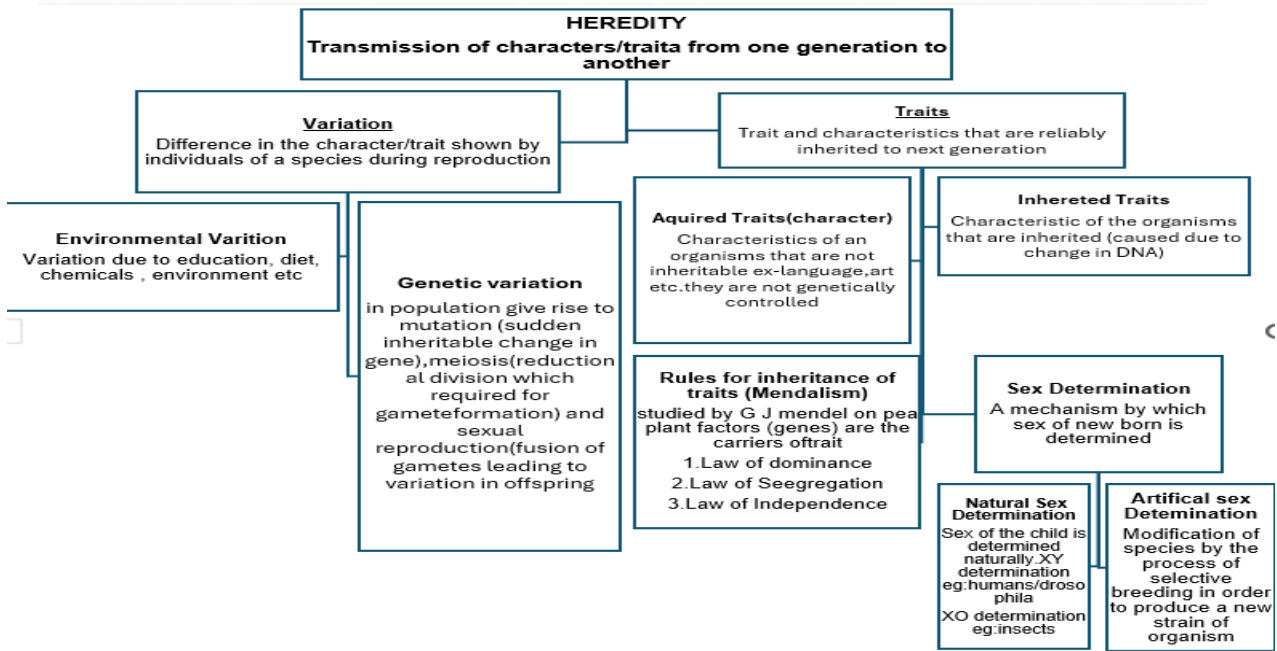 HEREDITY
Transmission of characters/traita from one generation to
another
Variation
Difference in the character/trait shown by
individuals of a species during reproduction
Traits
Trait and characteristics that are reliably
inherited to next generation
Environmental Varition
Variation due to education, diet,
chemicals , environment etc
Genetic variation
in population give rise to
mutation (sudden
inheritable change in
gene),meiosis(reduction
al division which
required for
gameteformation) and
sexual
reproduction(fusion of
gametes leading to
variation in offspring
Aquired Traits(character)
Characteristics of an
organisms that are not
inheritable ex-language,art
etc.they are not genetically
controlled
Inhereted Traits
Characteristic of the organisms
that are inherited (caused due to
change in DNA)
Rules for inheritance of
traits (Mendalism)
studied by G J mendel on pea
plant factors (genes) are the
carriers oftrait
1.Law of dominance
2.Law of Seegregation
3.Law of Independence
Sex Determination
A mechanism by which
sex of new born is
determined
Natural Sex
Determination
Sex of the child is
determined
naturally.XY
determination
eg:humans/droso
phila
XO determination
eg:insects
Artifical sex
Detemination
Modification of
species by the
process of
selective
breeding in order
to produce a new
strain of
organism